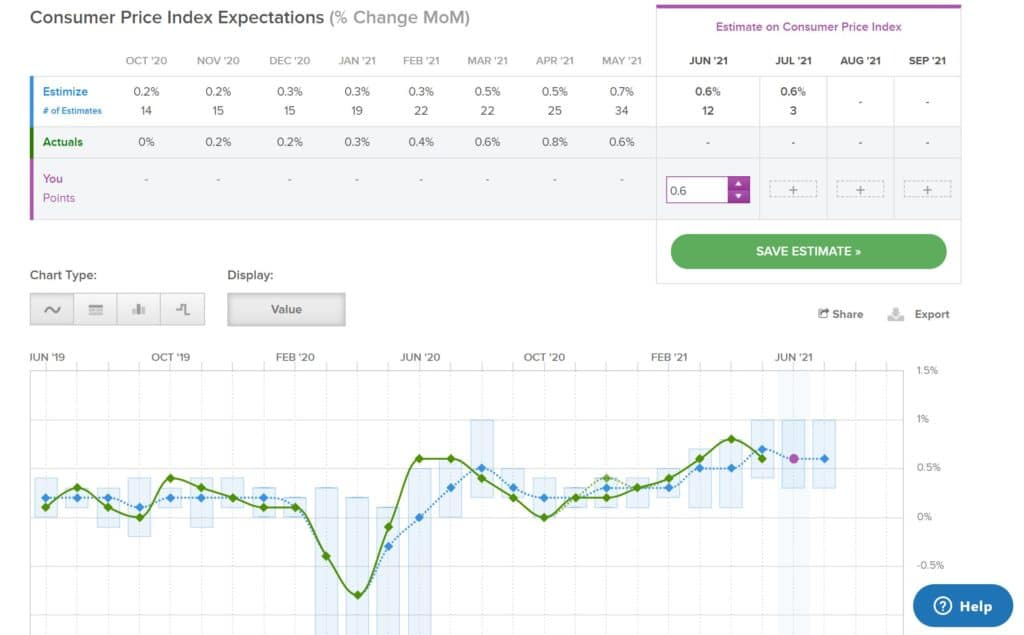 Consumer Price Index Expectations (% Change MoM)
Estimate on Consumer Price Index
OCT '20 NOV '20 DEC '20 JAN '21 FEB '21 MAR '21 APR '21 MAY '21 JUN '21 JUL '21 AUG '21 SEP '21
Estimize 0.2% 0.2% 0.3% 0.3% 0.3% 0.5% 0.5% 0.7% 0.6% 0.6% - -
# of Estimates 14 15 15 19 22 22 25 34 12 3
Actuals 0% 0.2% 0.2% 0.3% 0.4% 0.6% 0.8% 0.6% - - - -
You - - - - - - - - 0.6 + + +
Points
SAVE ESTIMATE »
Chart Type: Display:
Value
Share Export
IUN '19 OCT '19 FEB '20 JUN '20 OCT '20 FEB '21 JUN '21
1.5%
1%
0.5%
0%
-0.5%
? Help